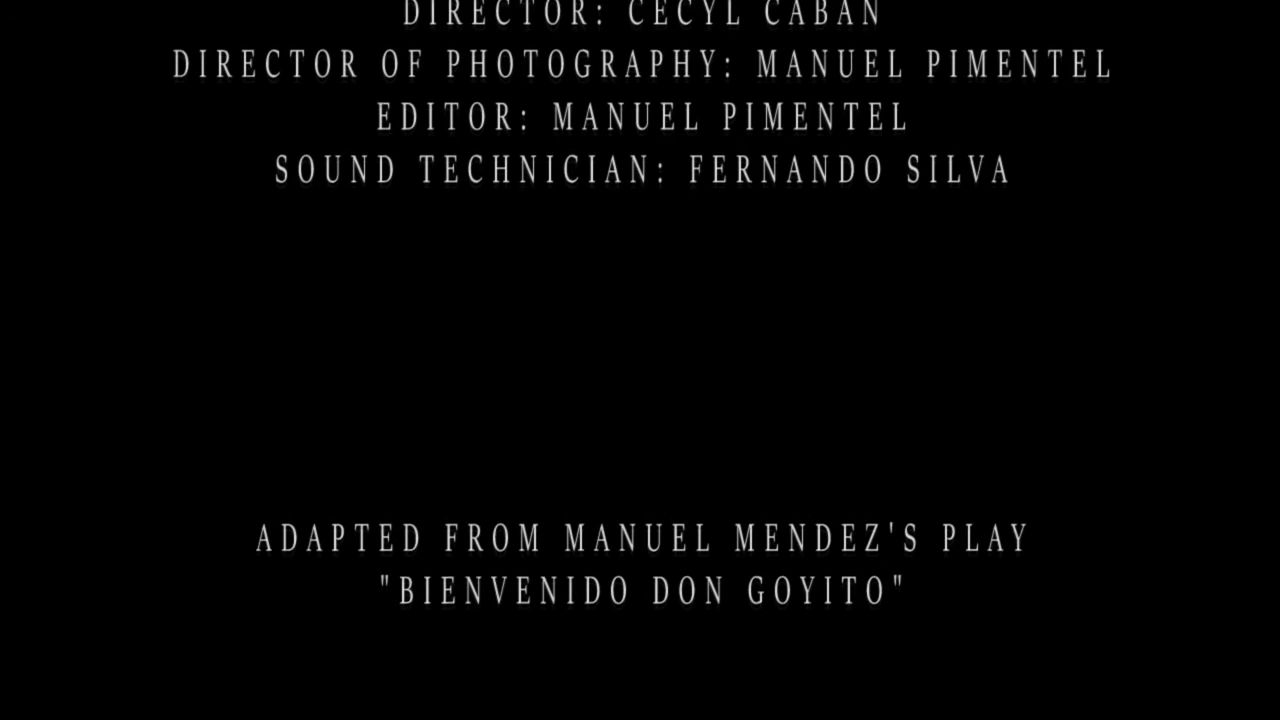 DIRECTOR: CECYL CABAN
DIRECTOR OF PHOTOGRAPHY: MANUEL PIMENTEL
EDITOR: MANUEL PIMENTEL
SOUND TECHNICIAN: FERNANDO SILVA
ADAPTED FROM MANUEL MENDEZ'S PLAY
"BIENVENIDO DON GOYITO"